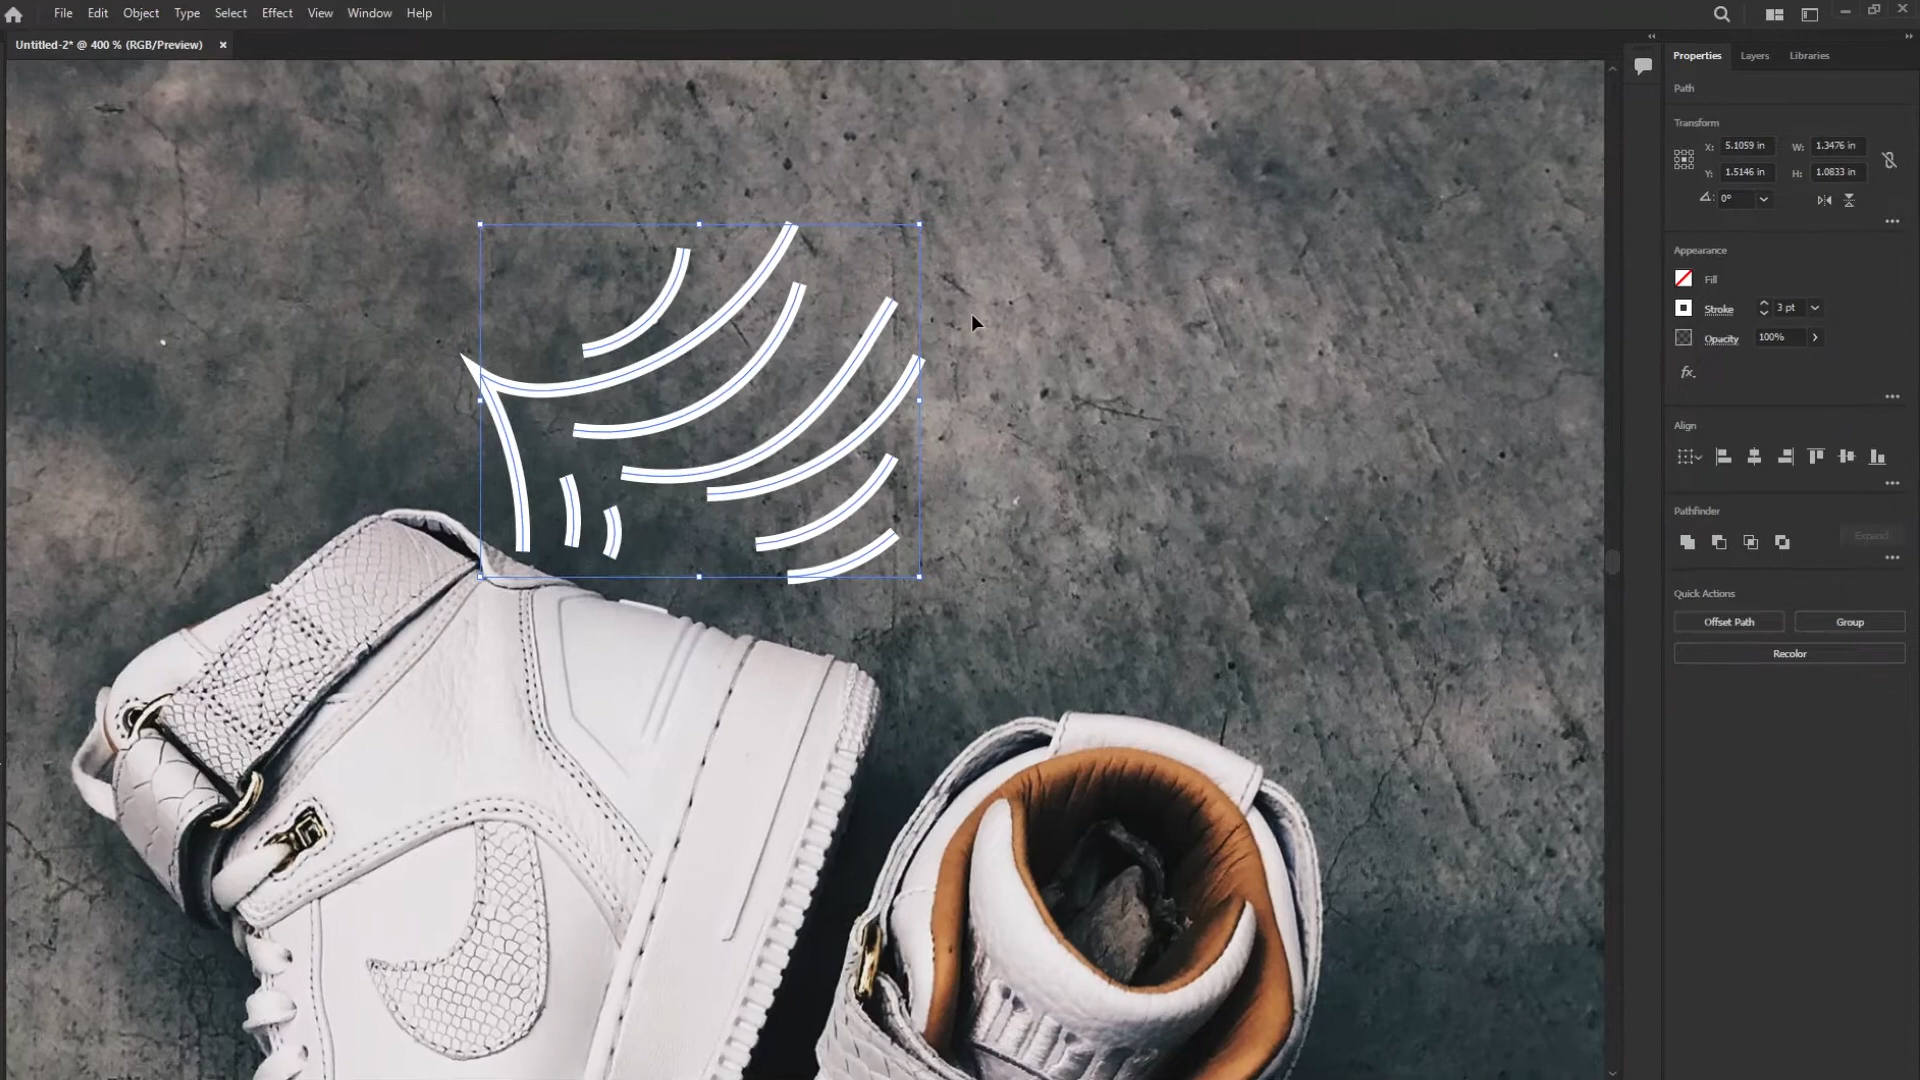 File Edit Object Type Select Effect View Window Help
Untitled-2* @ 400 % (RGB/Preview) ×
Properties Layers Libraries
Path
Transform
X: 5.1059 in W: 1.3476 in
Y: 1.5146 in H: 1.0833 in
0°
Appearance
Fill
Stroke 3 pt
Opacity 100%
fx.
Align
Pathfinder
Expand
Quick Actions
Offset Path Group
Recolor